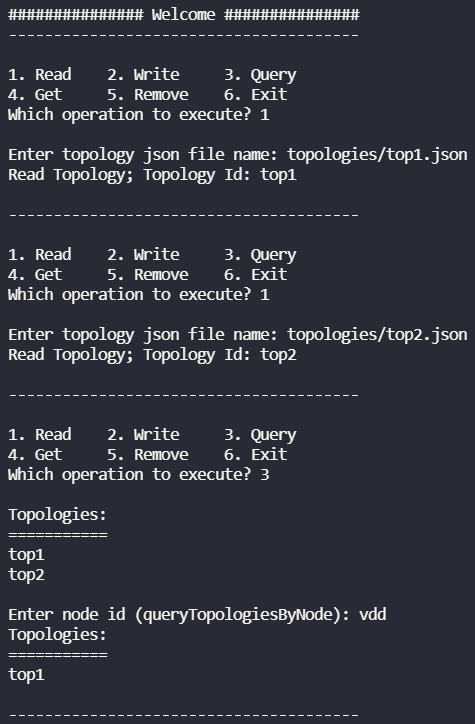 ############### Welcome ###############
---------------------------------------
1. Read    2. Write     3. Query
4. Get     5. Remove    6. Exit
Which operation to execute? 1
Enter topology json file name: topologies/top1.json
Read Topology; Topology Id: top1
---------------------------------------
1. Read    2. Write     3. Query
4. Get     5. Remove    6. Exit
Which operation to execute? 1
Enter topology json file name: topologies/top2.json
Read Topology; Topology Id: top2
---------------------------------------
1. Read    2. Write     3. Query
4. Get     5. Remove    6. Exit
Which operation to execute? 3
Topologies:
===========
top1
top2
Enter node id (queryTopologiesByNode): vdd
Topologies:
===========
top1
---------------------------------------